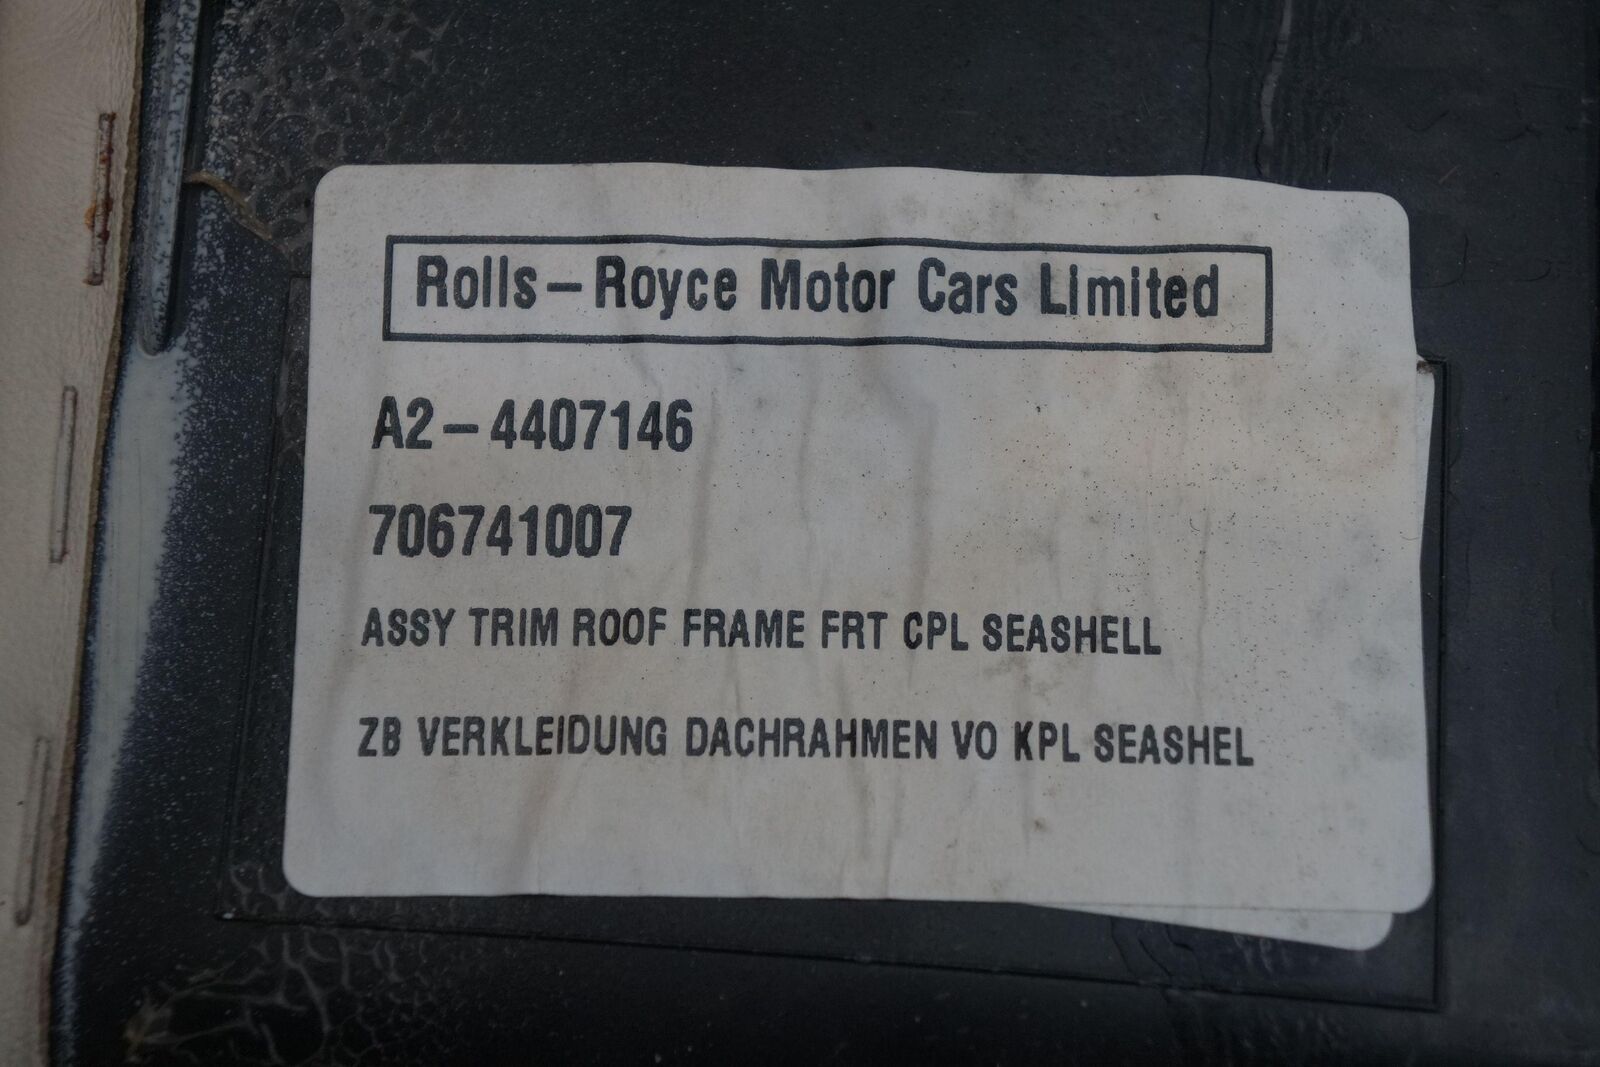 Rolls-Royce Motor Cars Limited
A2-4407146
706741007
ASSY TRIM ROOF FRAME FRT CPL SEASHELL
ZB VERKLEIDUNG DACHRAHMEN VO KPL SEASHEL